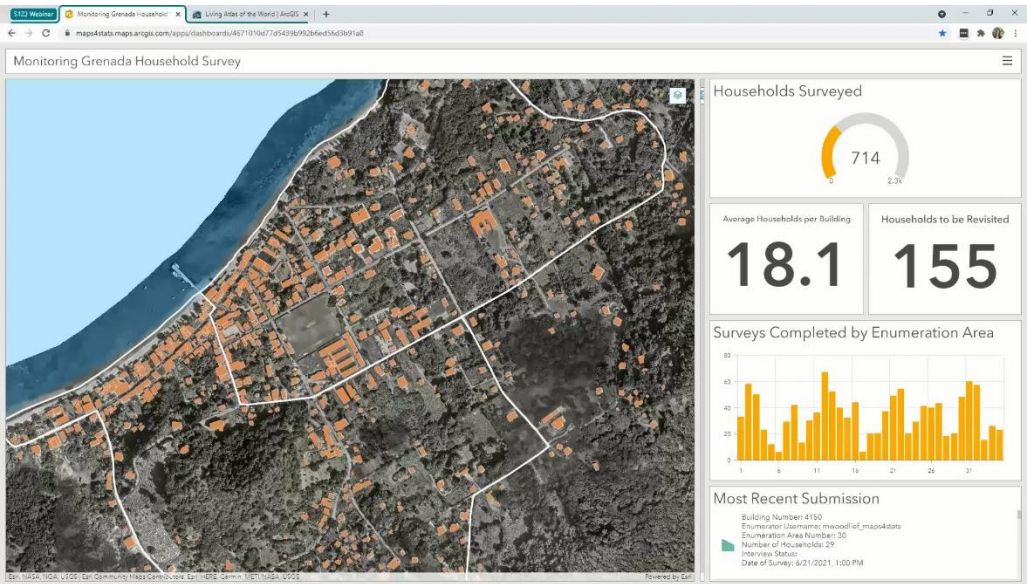 S123 Webinar
Monitoring Grenada Household
Living Atlas of the World | ArcGIS
maps4stats.maps.arcgis.com/apps/dashboards/4671010d77d5439b992b6ed56d3b91a8
Monitoring Grenada Household Survey
Households Surveyed
714
0
2.3k
Average Households per Building
18.1
Households to be Revisited
155
Surveys Completed by Enumeration Area
80
60
40
20
0
1 6 11 16 21 26 31
Most Recent Submission
Building Number: 4150
Enumerator Username: mwoodlief_maps4stats
Enumeration Area Number: 30
Number of Households: 29
Interview Status:
Date of Survey: 6/21/2021, 1:00 PM
Esri, NASA, NGA, USGS | Esri Community Maps Contributors, Esri, HERE, Garmin, METI/NASA, USGS
Powered by Esri